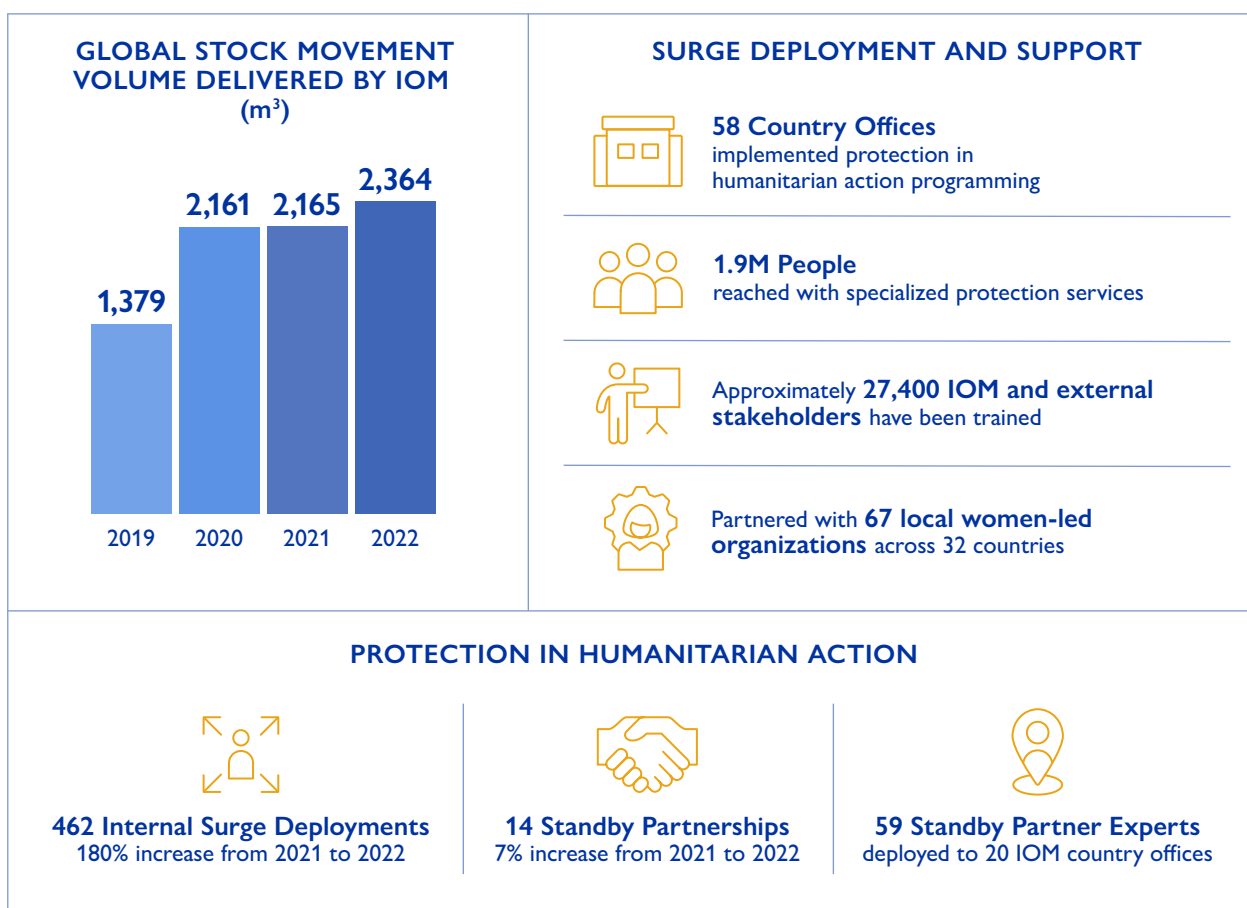 GLOBAL STOCK MOVEMENT
VOLUME DELIVERED BY IOM
(m³)
1,379
2,161
2,165
2,364
2019
2020
2021
2022
SURGE DEPLOYMENT AND SUPPORT
58 Country Offices
implemented protection in
humanitarian action programming
1.9M People
reached with specialized protection services
Approximately 27,400 IOM and external
stakeholders have been trained
Partnered with 67 local women-led
organizations across 32 countries
PROTECTION IN HUMANITARIAN ACTION
462 Internal Surge Deployments
180% increase from 2021 to 2022
14 Standby Partnerships
7% increase from 2021 to 2022
59 Standby Partner Experts
deployed to 20 IOM country offices